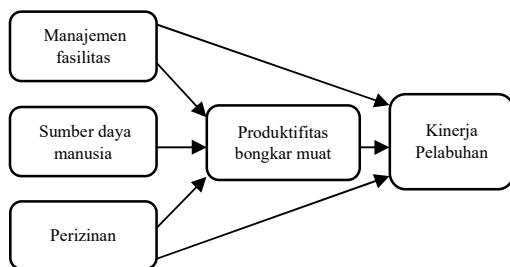 Manajemen
fasilitas
Sumber daya
manusia
Produktifitas
bongkar muat
Kinerja
Pelabuhan
Perizinan